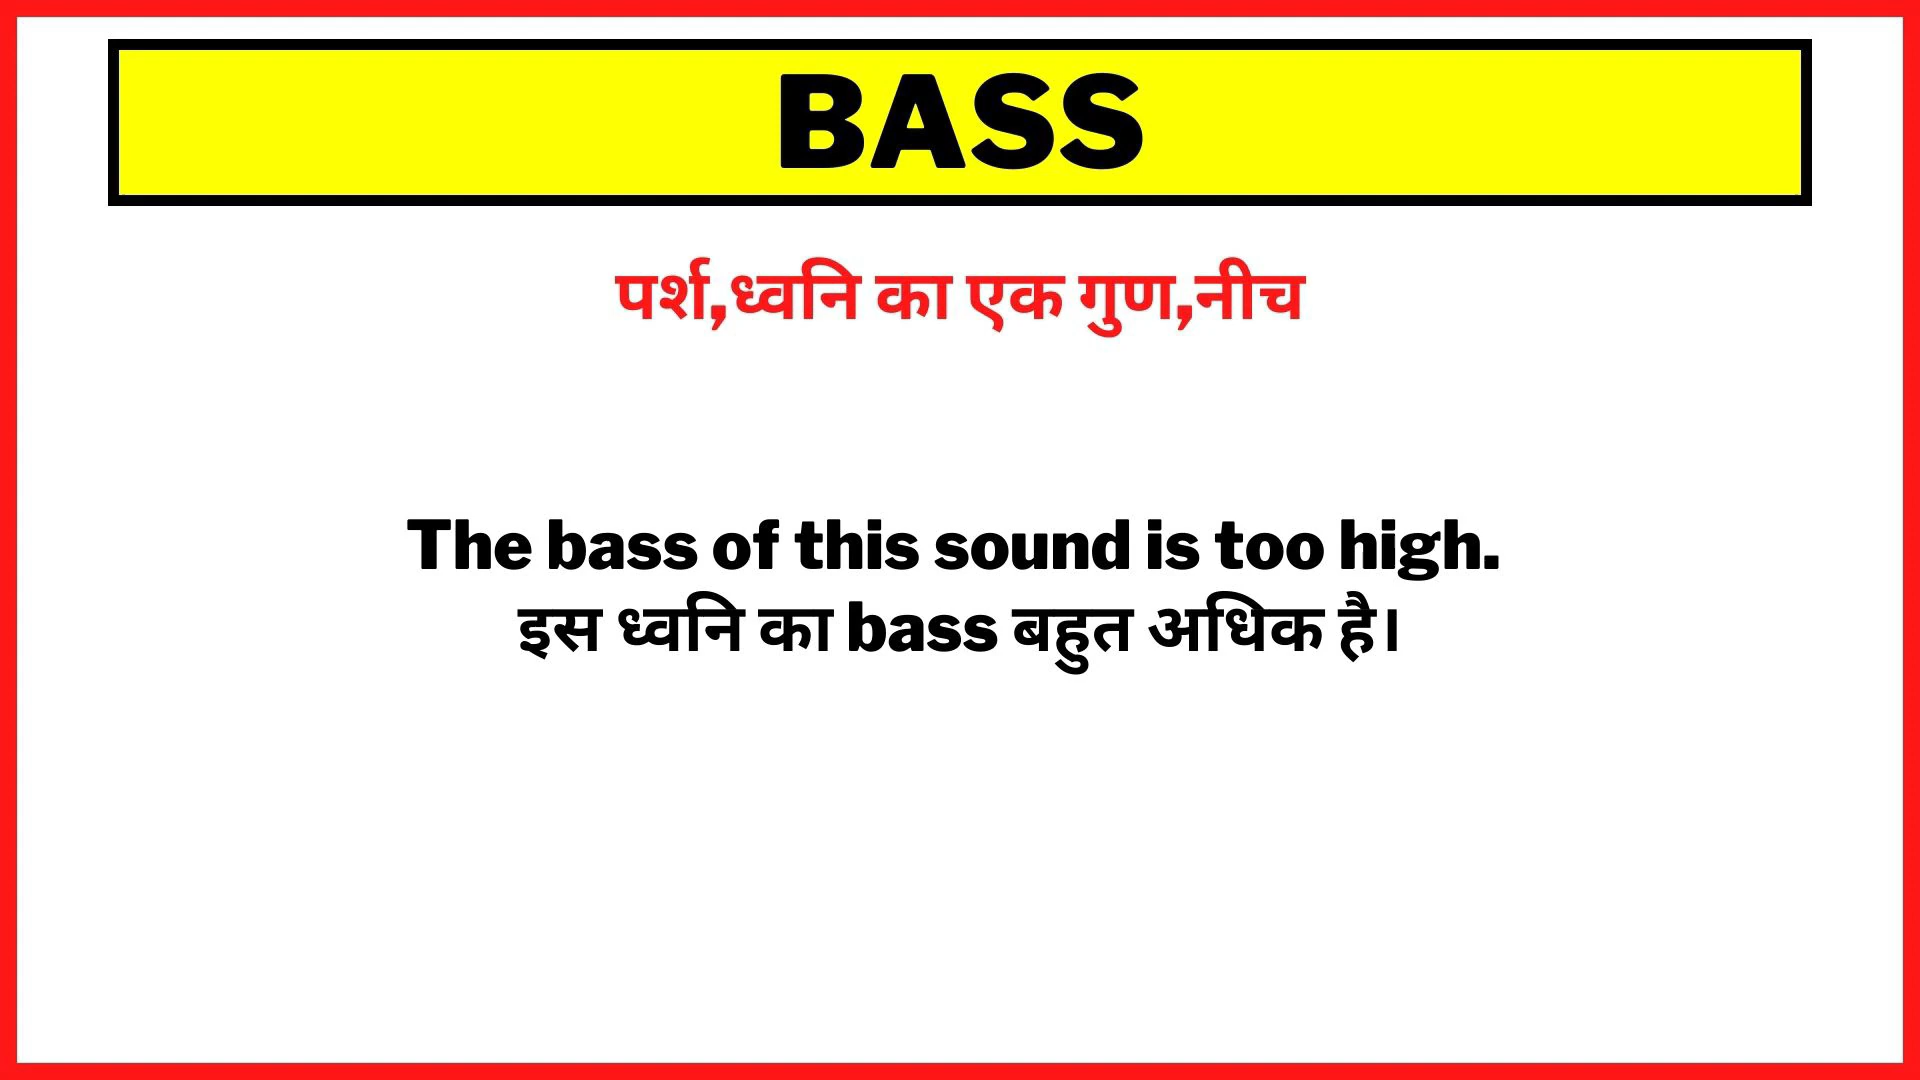 BASS
पर्श,ध्वनि का एक गुण,नीच
The bass of this sound is too high.
इस ध्वनि का bass बहुत अधिक है।